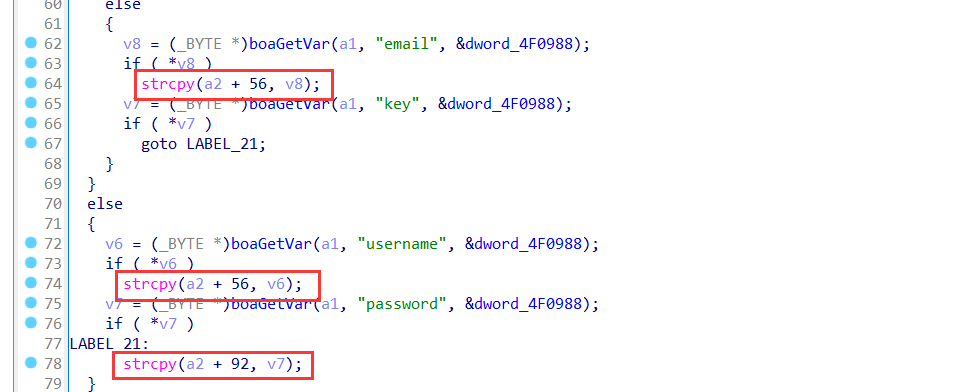 60 else
61 {
62 v8 = (_BYTE *)boaGetVar(a1, "email", &dword_4F0988);
63 if ( *v8 )
64 strcpy(a2 + 56, v8);
65 v7 = (_BYTE *)boaGetVar(a1, "key", &dword_4F0988);
66 if ( *v7 )
67 goto LABEL_21;
68 }
69 }
70 else
71 {
72 v6 = (_BYTE *)boaGetVar(a1, "username", &dword_4F0988);
73 if ( *v6 )
74 strcpy(a2 + 56, v6);
75 v7 = (_BYTE *)boaGetVar(a1, "password", &dword_4F0988);
76 if ( *v7 )
77 LABEL_21:
78 strcpy(a2 + 92, v7);
79 }